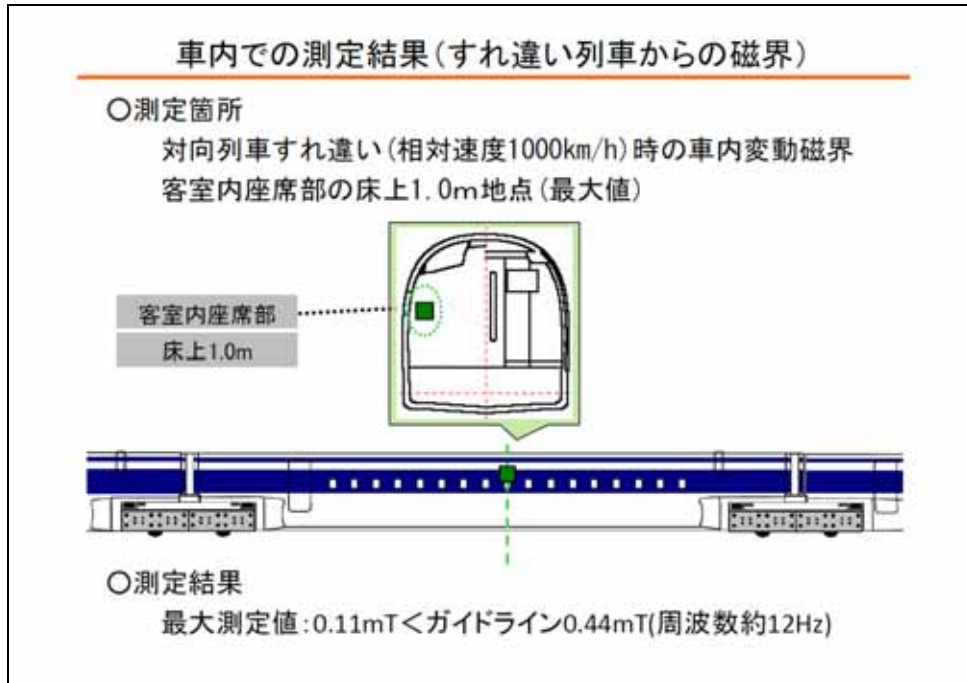 車内での測定結果(すれ違い列車からの磁界)
○測定箇所
対向列車すれ違い(相対速度1000km/h)時の車内変動磁界
客室内座席部の床上1.0m地点(最大値)
客室内座席部
床上1.0m
○測定結果
最大測定値:0.11mT<ガイドライン0.44mT(周波数約12Hz)